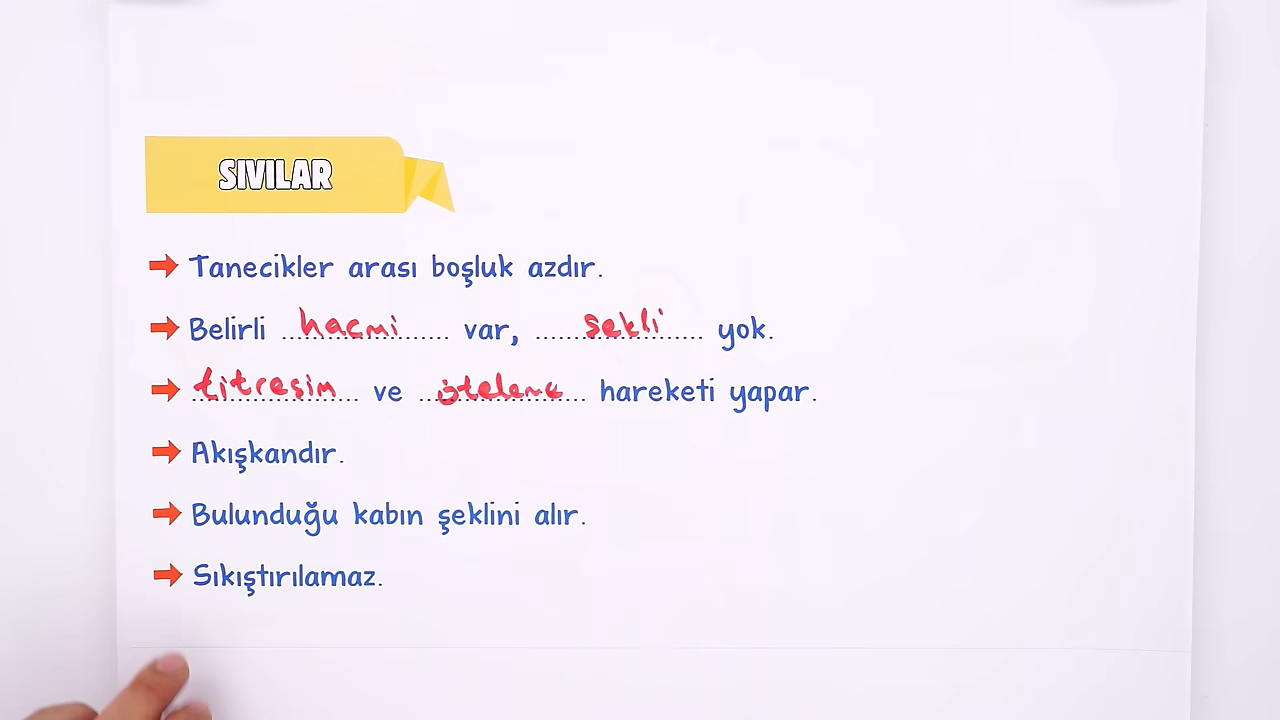 SIVILAR
Tanecikler arası boşluk azdır.
Belirli hacmi var, şekli yok.
titreşim ve öteleme hareketi yapar.
Akışkandır.
Bulunduğu kabın şeklini alır.
Sıkıştırılamaz.